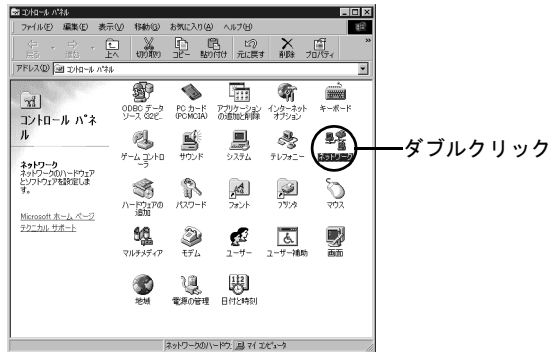 コントロール パネル
ファイル(F) 編集(E) 表示(V) 移動(G) お気に入り(A) ヘルプ(H)
戻る 進む 上へ 切り取り コピー 貼り付け 元に戻す 削除 プロパティ »
アドレス(D) コントロール パネル
コントロール パネ
ル
ネットワーク
ネットワークのハードウェア
とソフトウェアを設定しま
す。
Microsoft ホーム ページ
テクニカル サポート
ODBC データ
ソース (32ビ...
PC カード
(PCMCIA)
アプリケーション
の追加と削除
インターネット
オプション
キーボード
ゲーム コントロ
ーラ
サウンド
システム
テレフォニー
ネットワーク
ダブルクリック
ハードウェアの
追加
パスワード
フォント
プリンタ
マウス
マルチメディア
モデム
ユーザー
ユーザー補助
画面
地域
電源の管理
日付と時刻
ネットワークのハードウ
マイ コンピュータ